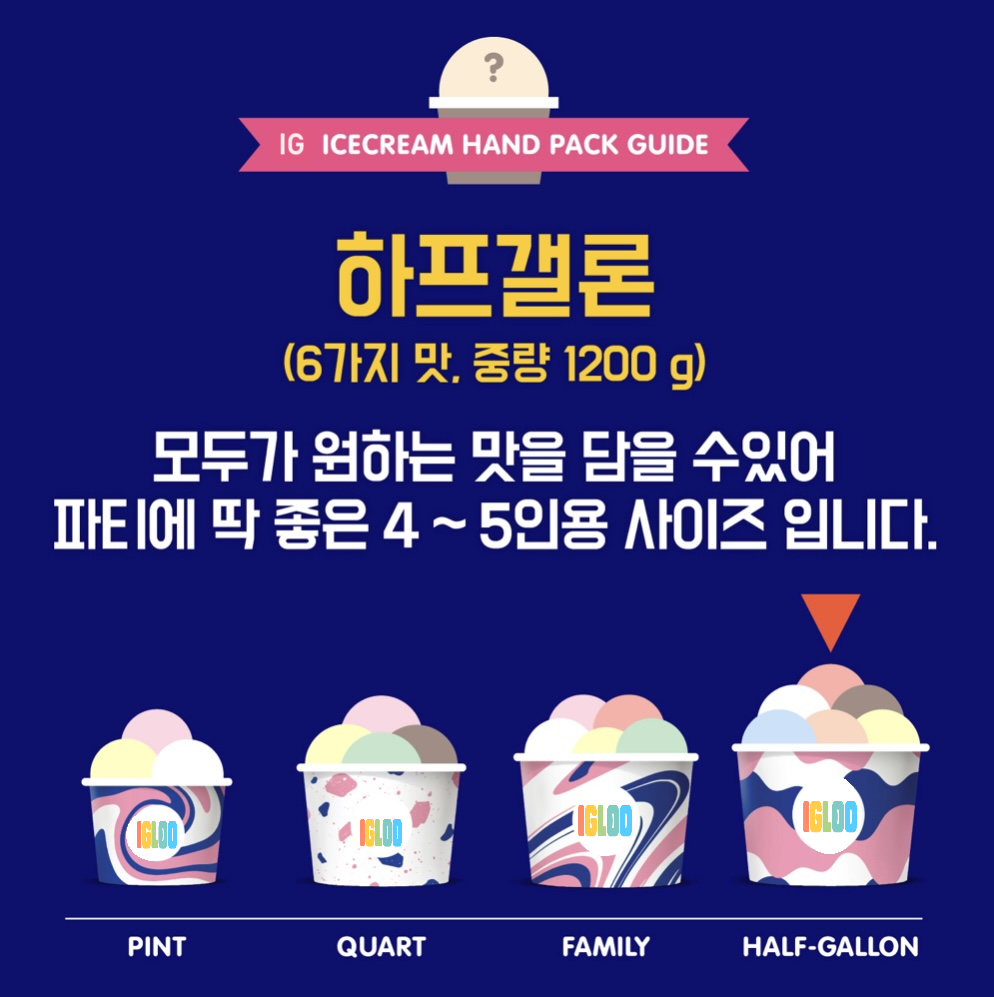 ?
IG ICECREAM HAND PACK GUIDE
하프갤론
(6가지 맛, 중량 1200 g)
모두가 원하는 맛을 담을 수있어
파티에 딱 좋은 4 ~ 5인용 사이즈 입니다.
IGLOO IGLOO IGLOO IGLOO
PINT QUART FAMILY HALF-GALLON